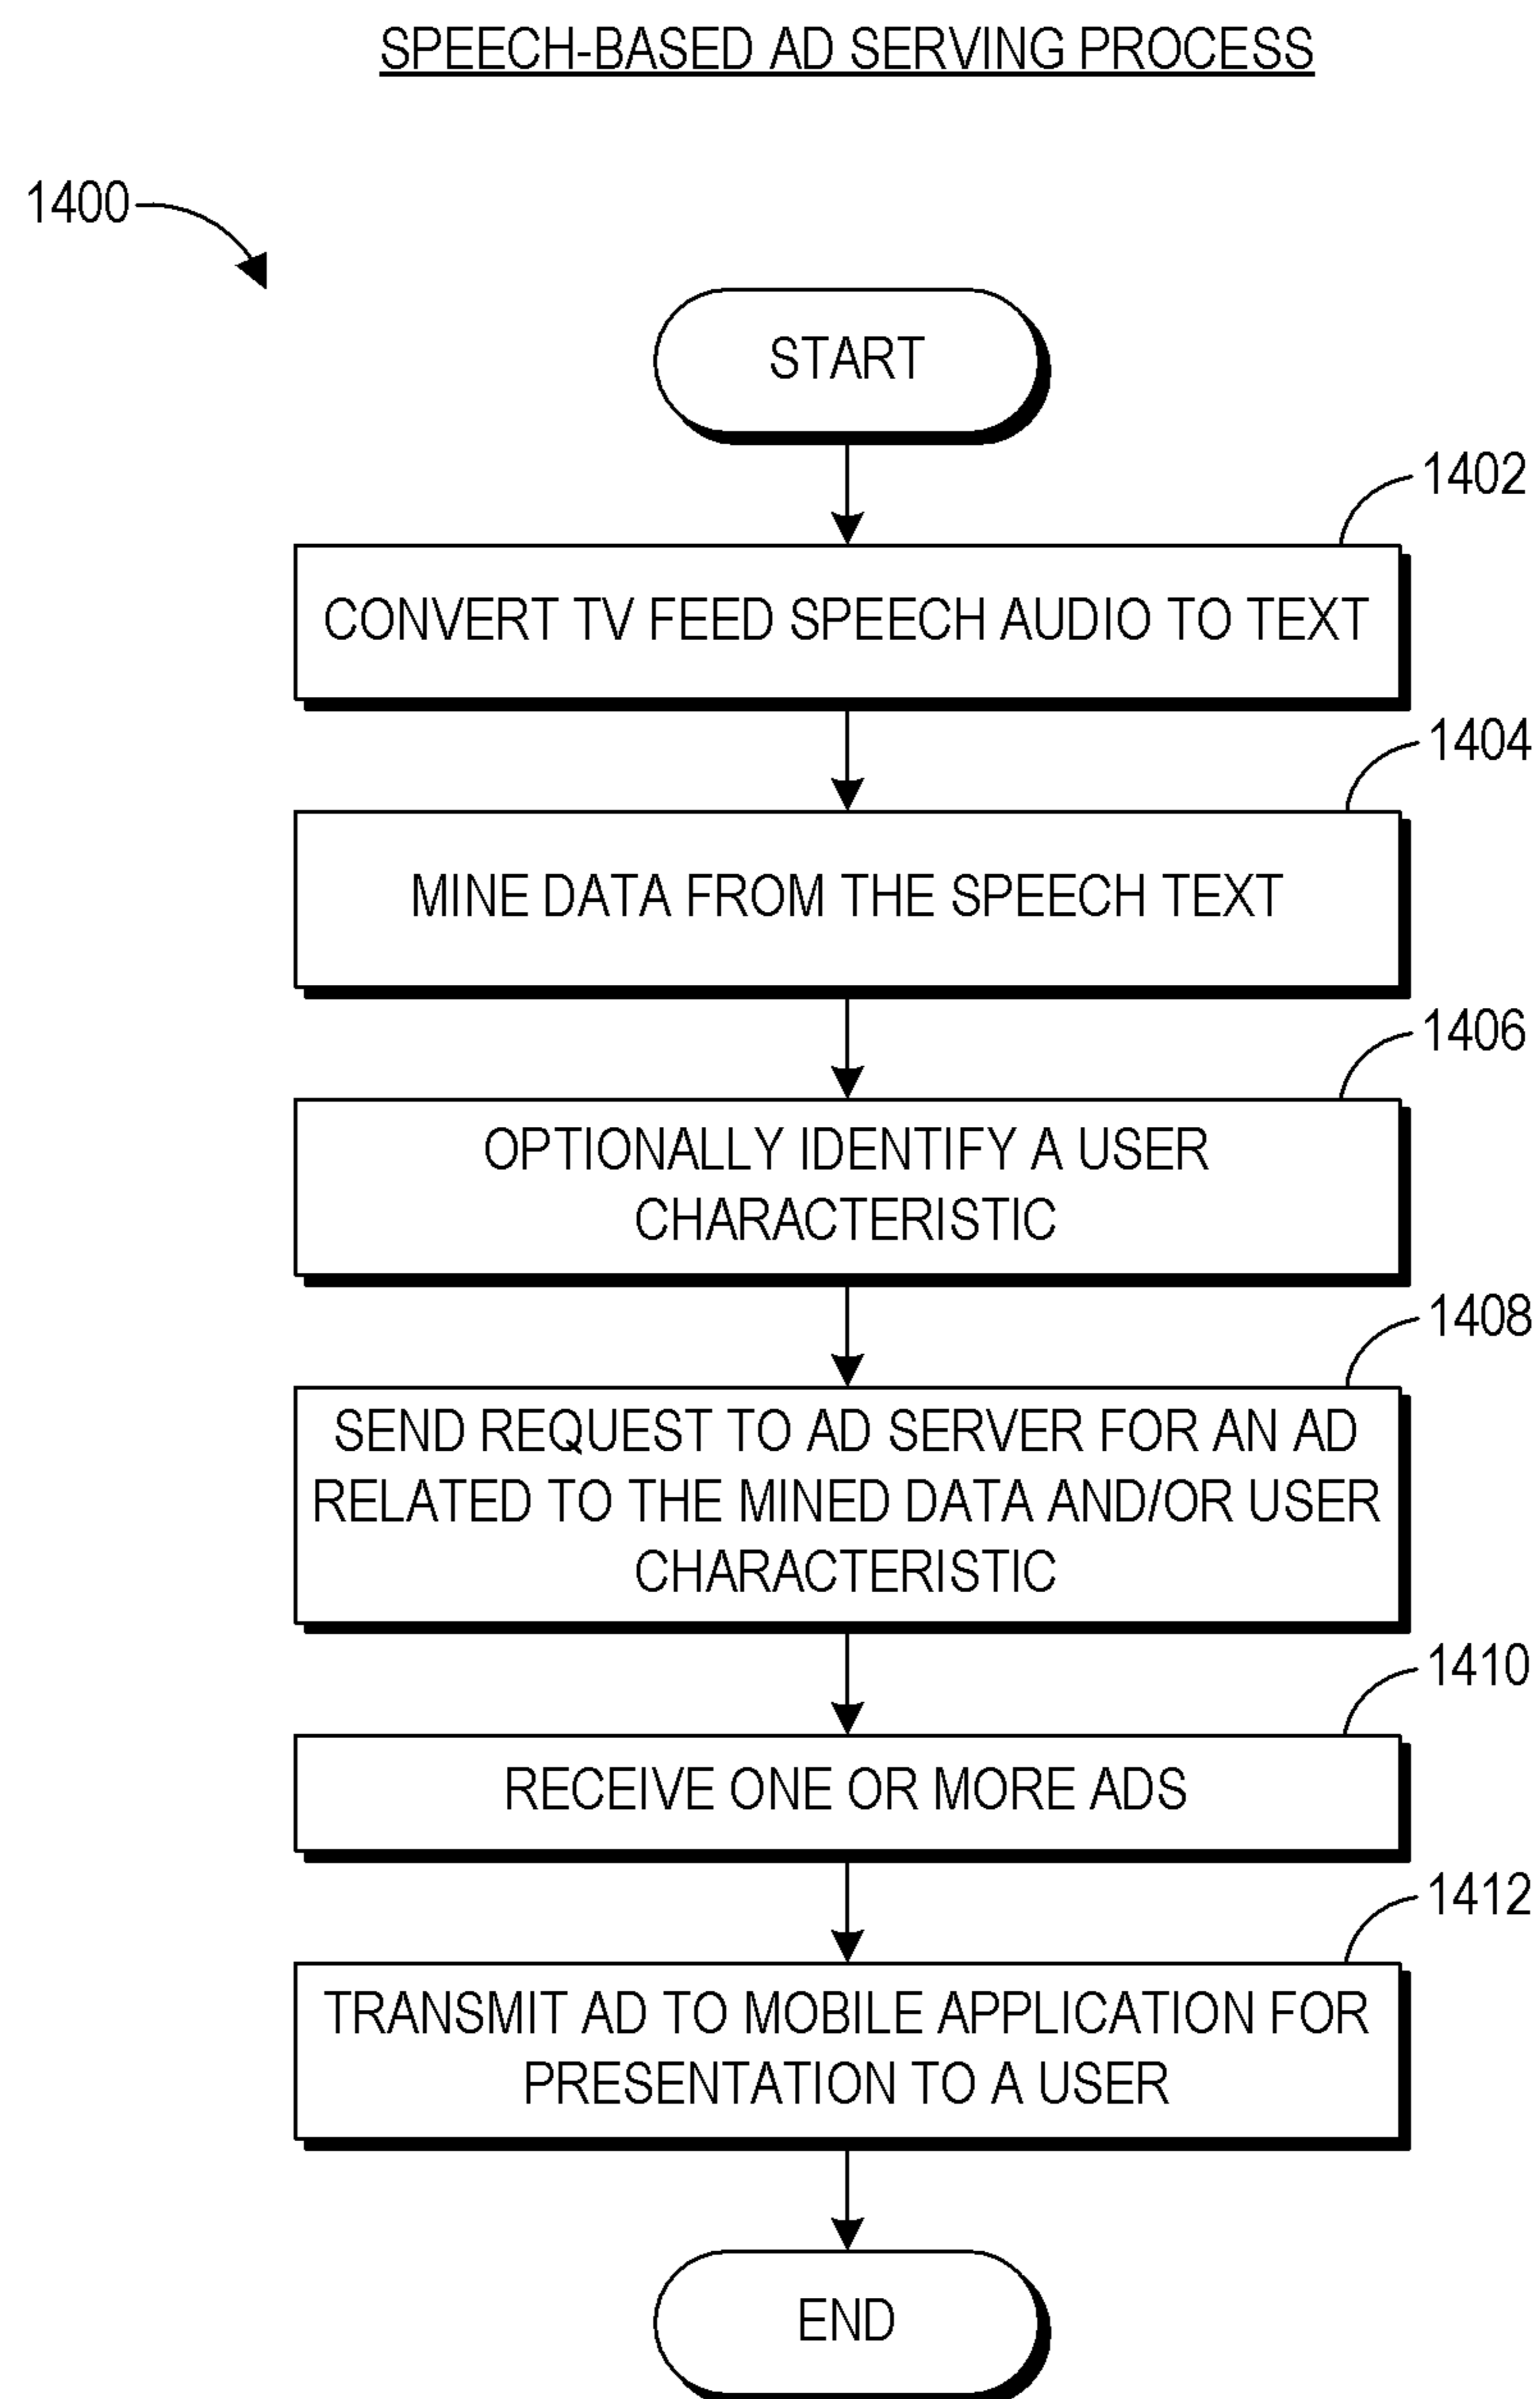 SPEECH-BASED AD SERVING PROCESS
1400
START
1402
CONVERT TV FEED SPEECH AUDIO TO TEXT
1404
MINE DATA FROM THE SPEECH TEXT
1406
OPTIONALLY IDENTIFY A USER
CHARACTERISTIC
1408
SEND REQUEST TO AD SERVER FOR AN AD
RELATED TO THE MINED DATA AND/OR USER
CHARACTERISTIC
1410
RECEIVE ONE OR MORE ADS
1412
TRANSMIT AD TO MOBILE APPLICATION FOR
PRESENTATION TO A USER
END